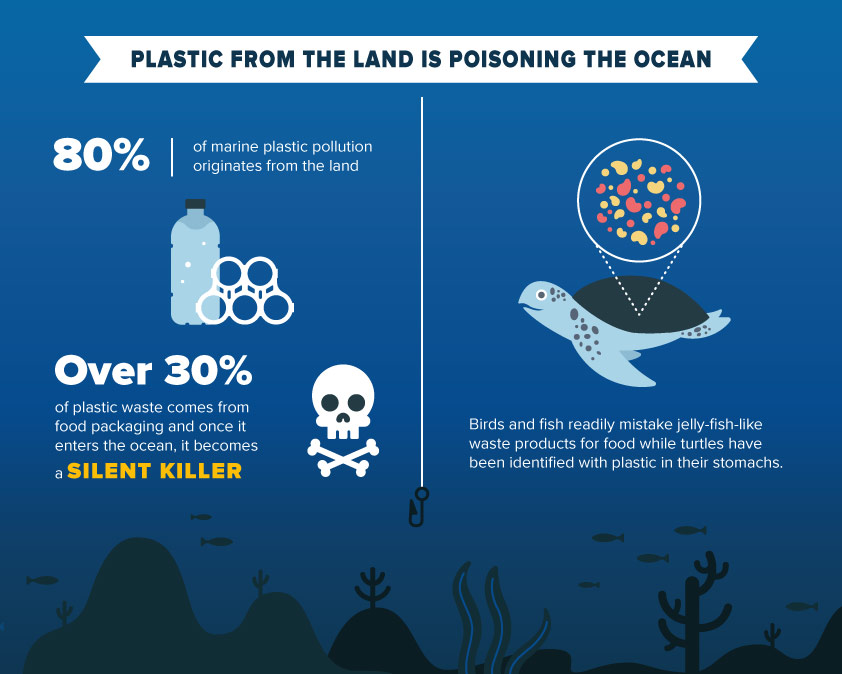 PLASTIC FROM THE LAND IS POISONING THE OCEAN
80%
of marine plastic pollution
originates from the land
Over 30%
of plastic waste comes from
food packaging and once it
enters the ocean, it becomes
a SILENT KILLER
Birds and fish readily mistake jelly-fish-like
waste products for food while turtles have
been identified with plastic in their stomachs.